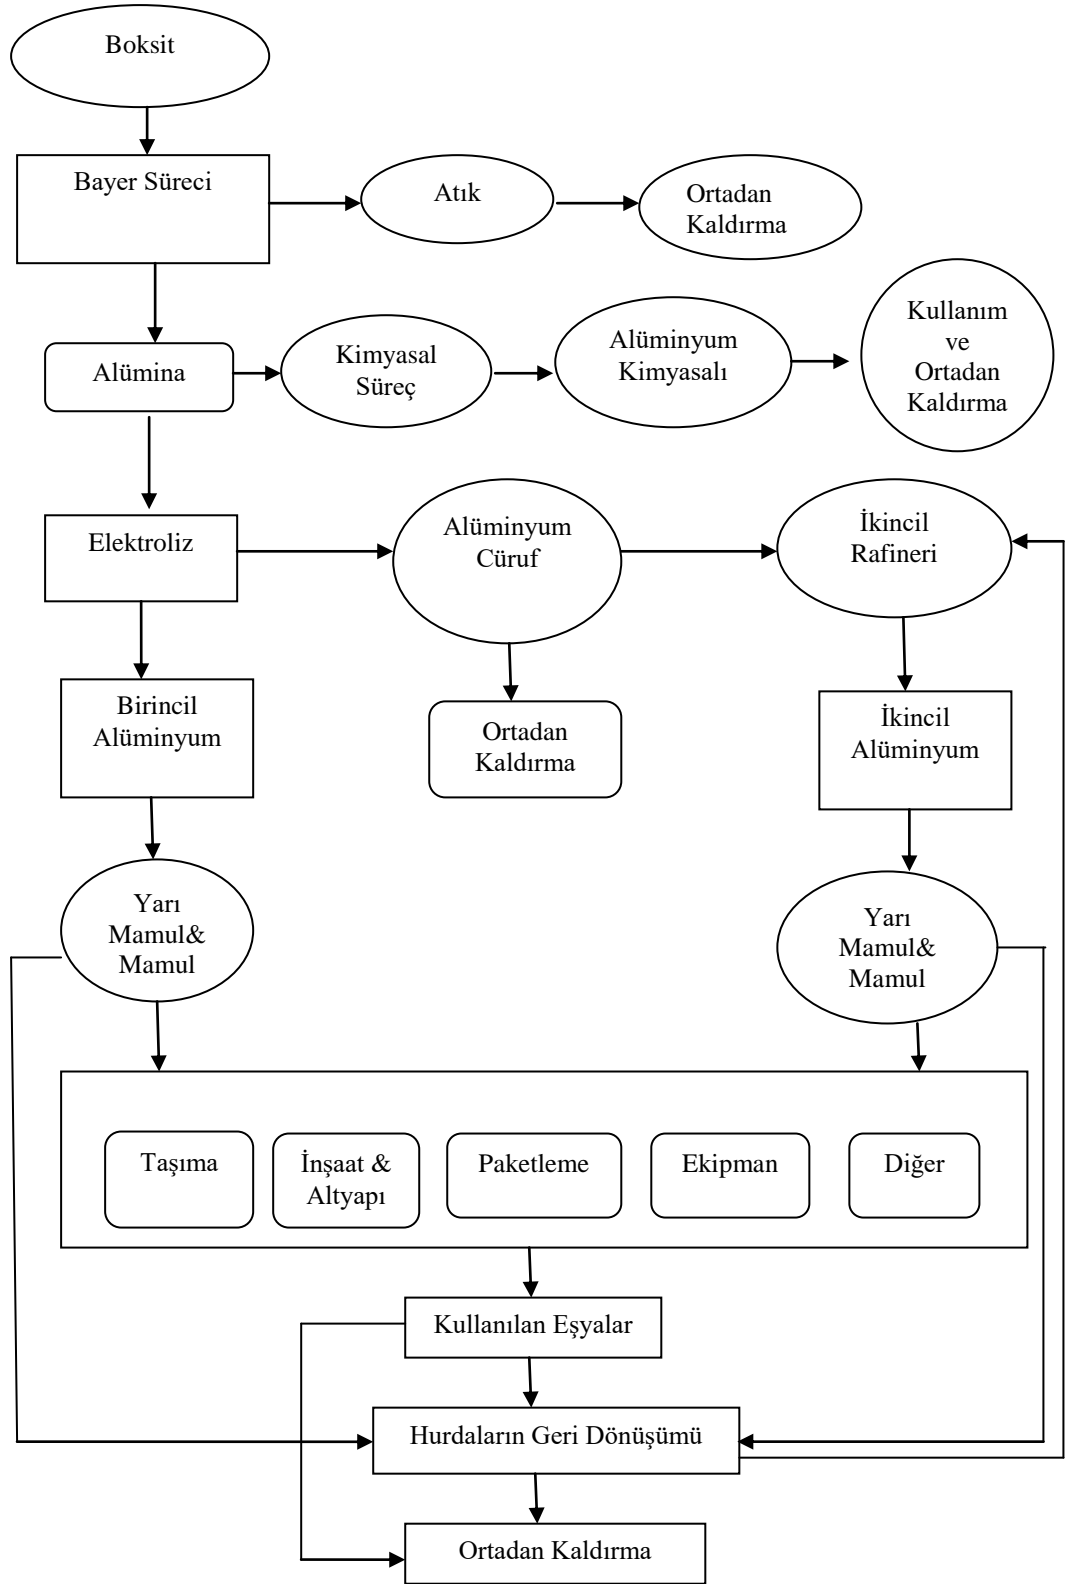 Boksit
Bayer Süreci
Atık
Ortadan
Kaldırma
Alümina
Kimyasal
Süreç
Alüminyum
Kimyasalı
Kullanım
ve
Ortadan
Kaldırma
Elektroliz
Alüminyum
Cüruf
İkincil
Rafineri
Birincil
Alüminyum
Ortadan
Kaldırma
İkincil
Alüminyum
Yarı
Mamul&
Mamul
Yarı
Mamul&
Mamul
Taşıma
İnşaat &
Altyapı
Paketleme
Ekipman
Diğer
Kullanılan Eşyalar
Hurdaların Geri Dönüşümü
Ortadan Kaldırma